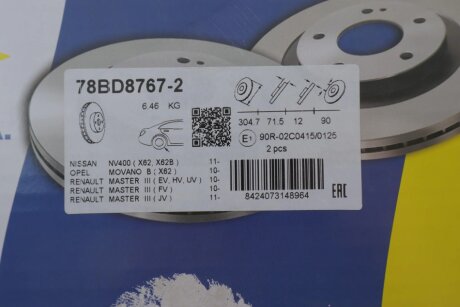 78BD8767-2
6.46 KG
304.7 71.5 12 90
E1 90R-02C0415/0125
2 pcs
NISSAN NV400 ( X62, X62B ) 11-
OPEL MOVANO B ( X62 ) 10-
RENAULT MASTER III ( EV, HV, UV ) 10-
RENAULT MASTER III ( FV ) 10-
RENAULT MASTER III ( JV ) 11-
8424073148964
EAC